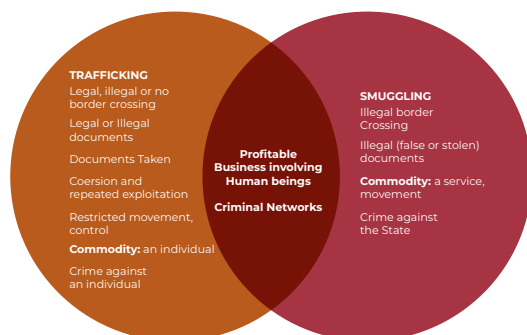 TRAFFICKING
Legal, illegal or no
border crossing
Legal or Illegal
documents
Documents Taken
Coersion and
repeated exploitation
Restricted movement,
control
Commodity: an individual
Crime against
an individual
Profitable
Business involving
Human beings
Criminal Networks
SMUGGLING
Illegal border
Crossing
Illegal (false or stolen)
documents
Commodity: a service,
movement
Crime against
the State